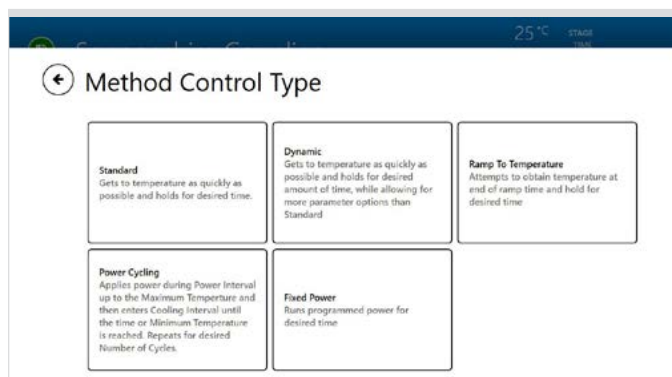 25 °C STAGE
TIME
Method Control Type
Standard
Gets to temperature as quickly as
possible and holds for desired time.
Dynamic
Gets to temperature as quickly as
possible and holds for desired
amount of time, while allowing for
more parameter options than
Standard
Ramp To Temperature
Attempts to obtain temperature at
end of ramp time and hold for
desired time
Power Cycling
Applies power during Power Interval
up to the Maximum Temperture and
then enters Cooling Interval until
the time or Minimum Temperature
is reached. Repeats for desired
Number of Cycles.
Fixed Power
Runs programmed power for
desired time